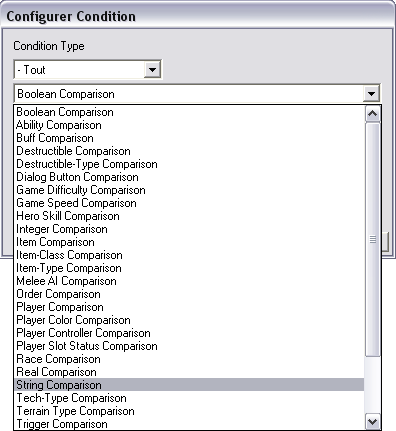 Configurer Condition
Condition Type
- Tout
Boolean Comparison
Boolean Comparison
Ability Comparison
Buff Comparison
Destructible Comparison
Destructible-Type Comparison
Dialog Button Comparison
Game Difficulty Comparison
Game Speed Comparison
Hero Skill Comparison
Integer Comparison
Item Comparison
Item-Class Comparison
Item-Type Comparison
Melee AI Comparison
Order Comparison
Player Comparison
Player Color Comparison
Player Controller Comparison
Player Slot Status Comparison
Race Comparison
Real Comparison
String Comparison
Tech-Type Comparison
Terrain Type Comparison
Trigger Comparison